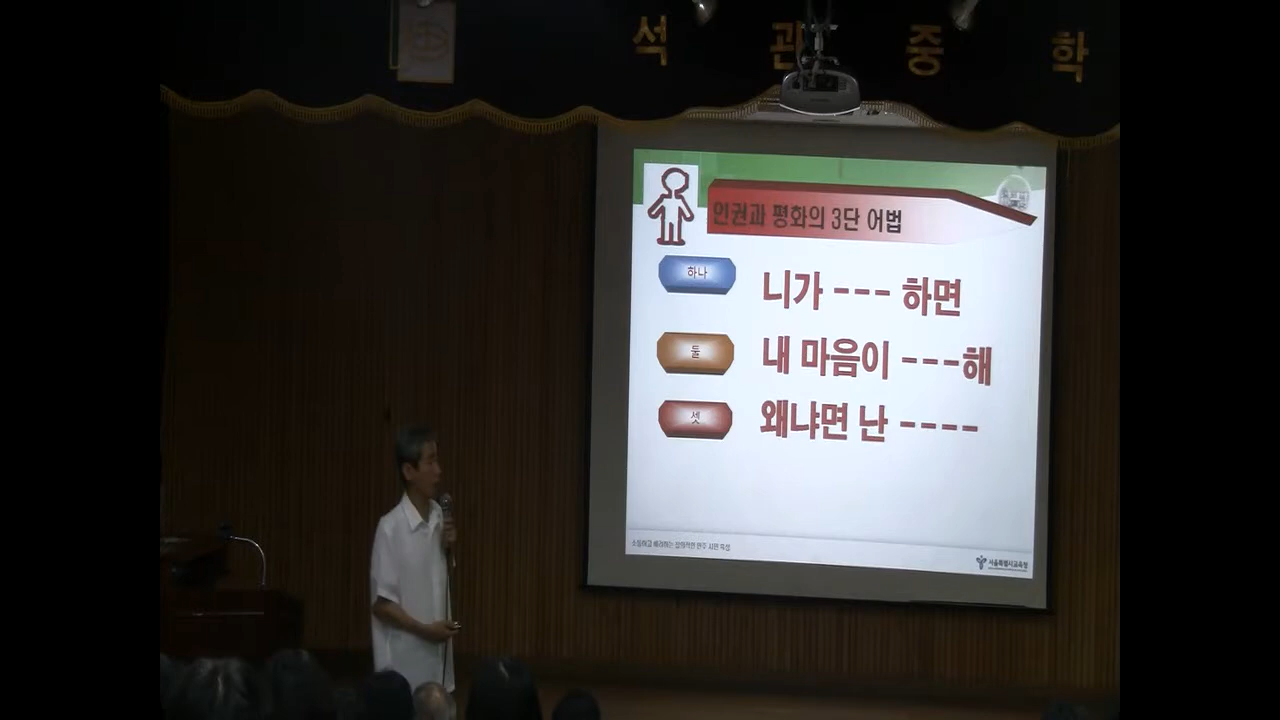 석 관 중 학
인권과 평화의 3단 어법
하나
니가 --- 하면
둘
내 마음이 ---해
셋
왜냐면 난 ----
서울특별시교육청